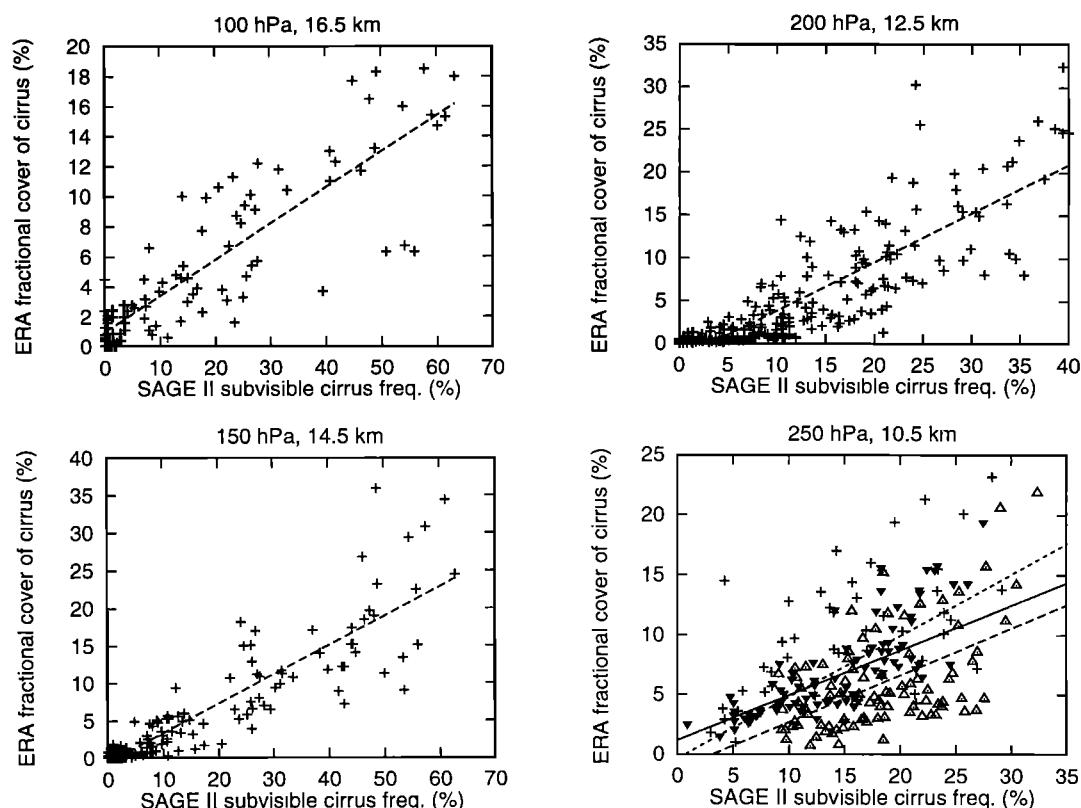 100 hPa, 16.5 km
ERA fractional cover of cirrus (%)
20
18
16
14
12
10
8
6
4
2
0
0 10 20 30 40 50 60 70
SAGE II subvisible cirrus freq. (%)
200 hPa, 12.5 km
ERA fractional cover of cirrus (%)
35
30
25
20
15
10
5
0
0 5 10 15 20 25 30 35 40
SAGE II subvisible cirrus freq. (%)
150 hPa, 14.5 km
ERA fractional cover of cirrus (%)
40
35
30
25
20
15
10
5
0
0 10 20 30 40 50 60 70
SAGE II subvisible cirrus freq. (%)
250 hPa, 10.5 km
ERA fractional cover of cirrus (%)
25
20
15
10
5
0
0 5 10 15 20 25 30 35
SAGE II subvisible cirrus freq. (%)